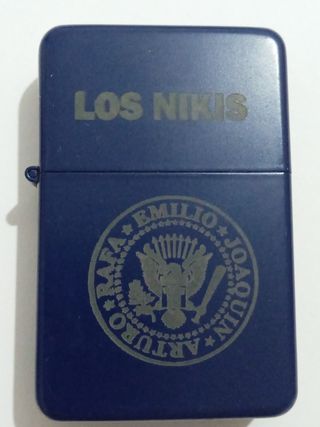 LOS NIKIS
RAFA ★ EMILIO ★ JOAQUIN ★ ARTURO ★